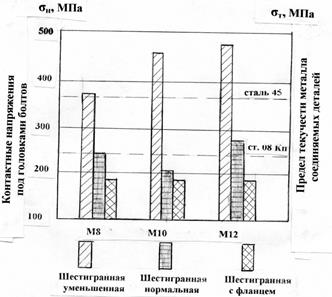 σн, МПа
σт, МПа
500
400
300
200
100
Контактные напряжения
под головками болтов
Предел текучести металла
соединяемых деталей
сталь 45
ст. 08 Кп
М8
М10
М12
Шестигранная
уменьшенная
Шестигранная
нормальная
Шестигранная
с фланцем